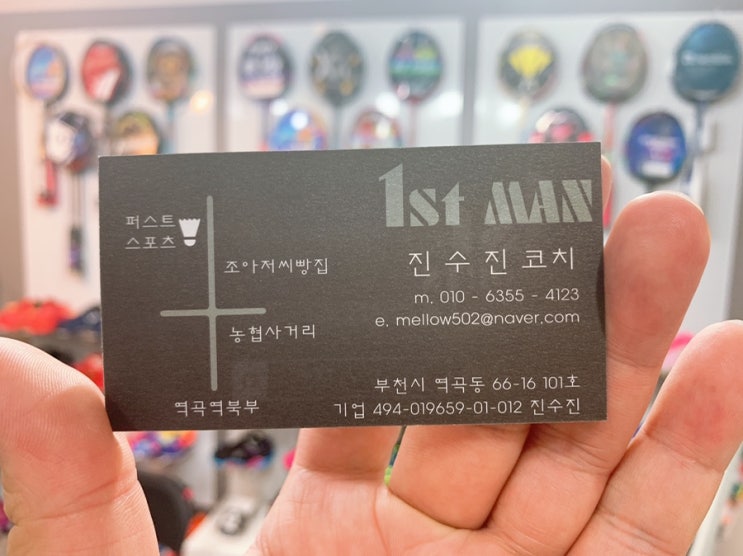 퍼스트
스포츠
조아저씨빵집
농협사거리
역곡역북부
1st MAN
진수진코치
m. 010 - 6355 - 4123
e. mellow502@naver.com
부천시 역곡동 66-16 101호
기업 494-019659-01-012 진수진